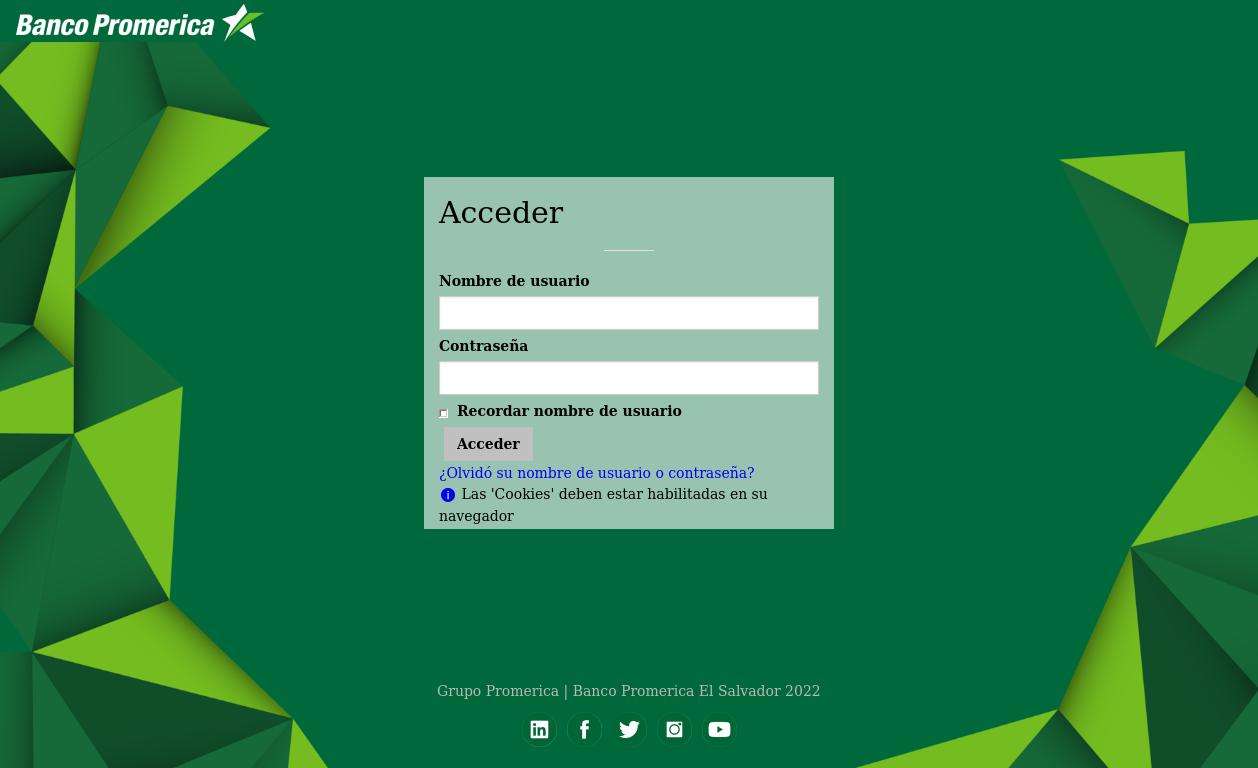 Banco Promerica
Acceder
Nombre de usuario
Contraseña
Recordar nombre de usuario
Acceder
¿Olvidó su nombre de usuario o contraseña?
Las 'Cookies' deben estar habilitadas en su
navegador
Grupo Promerica | Banco Promerica El Salvador 2022